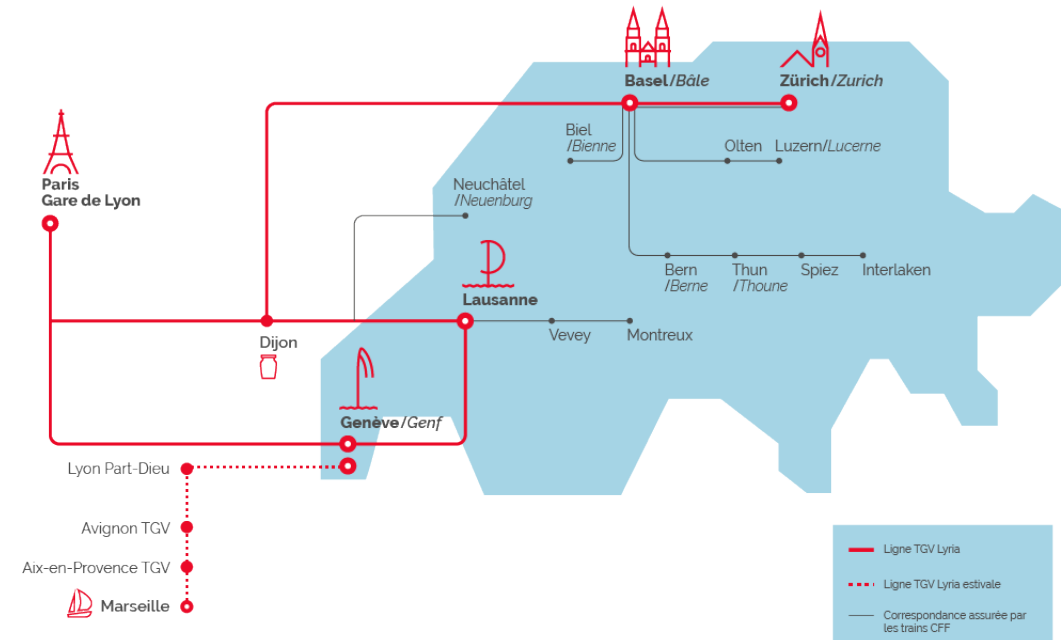 Basel/Bâle
Zürich/Zurich
Biel
/Bienne
Olten
Luzern/Lucerne
Paris
Gare de Lyon
Neuchâtel
/Neuenburg
Bern
/Berne
Thun
/Thoune
Spiez
Interlaken
Lausanne
Dijon
Vevey
Montreux
Genève/Genf
Lyon Part-Dieu
Avignon TGV
Aix-en-Provence TGV
Marseille
Ligne TGV Lyria
Ligne TGV Lyria estivale
Correspondance assurée par
les trains CFF